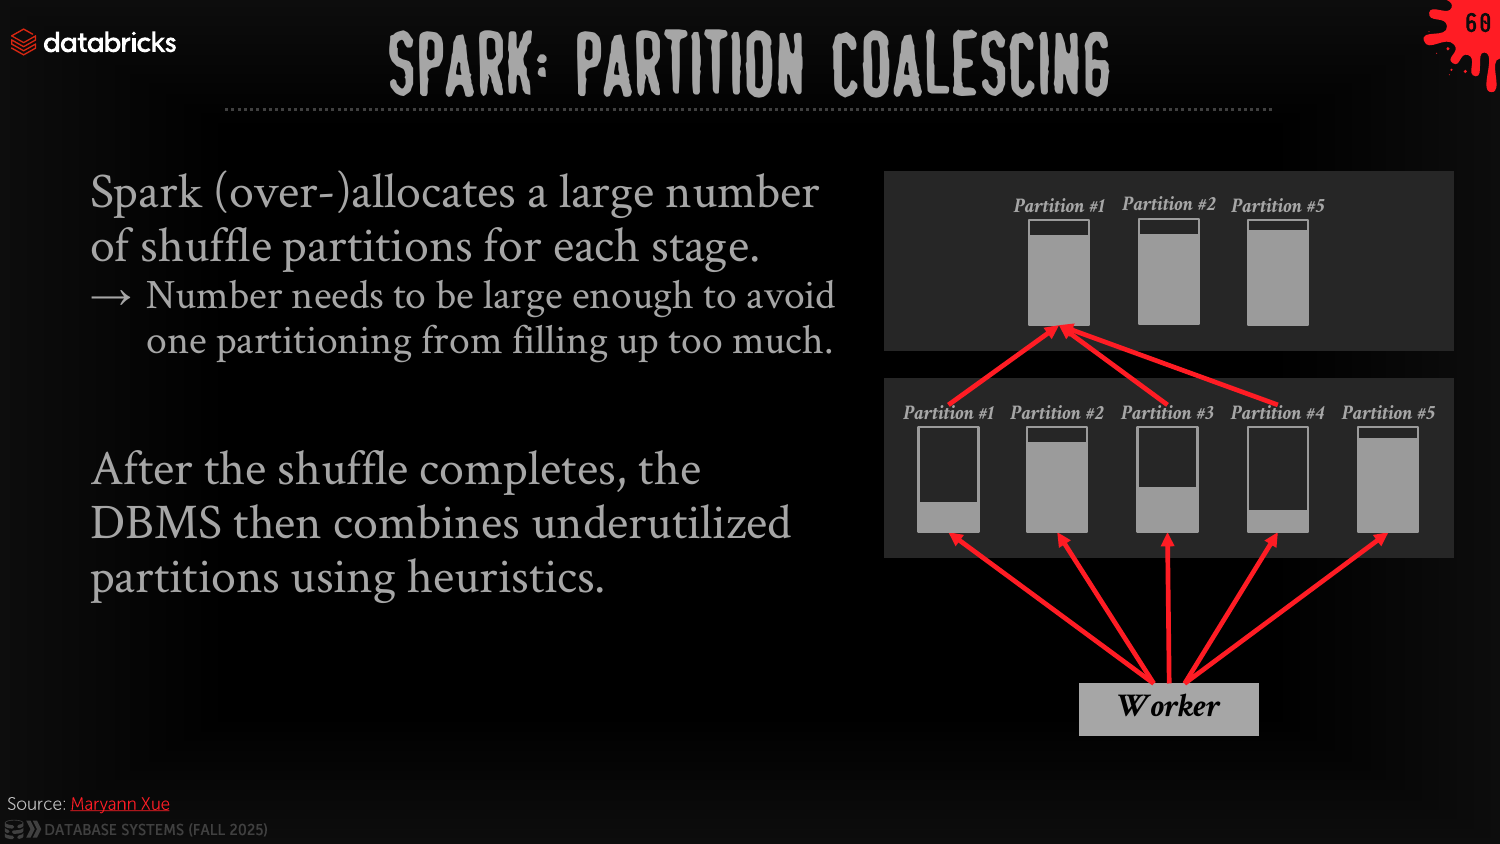 databricks
SPARK: PARTITION COALESCING
60
Spark (over-)allocates a large number
of shuffle partitions for each stage.
→ Number needs to be large enough to avoid
one partitioning from filling up too much.
After the shuffle completes, the
DBMS then combines underutilized
partitions using heuristics.
Partition #1 Partition #2 Partition #5
Partition #1 Partition #2 Partition #3 Partition #4 Partition #5
Worker
Source: Maryann Xue
DATABASE SYSTEMS (FALL 2025)